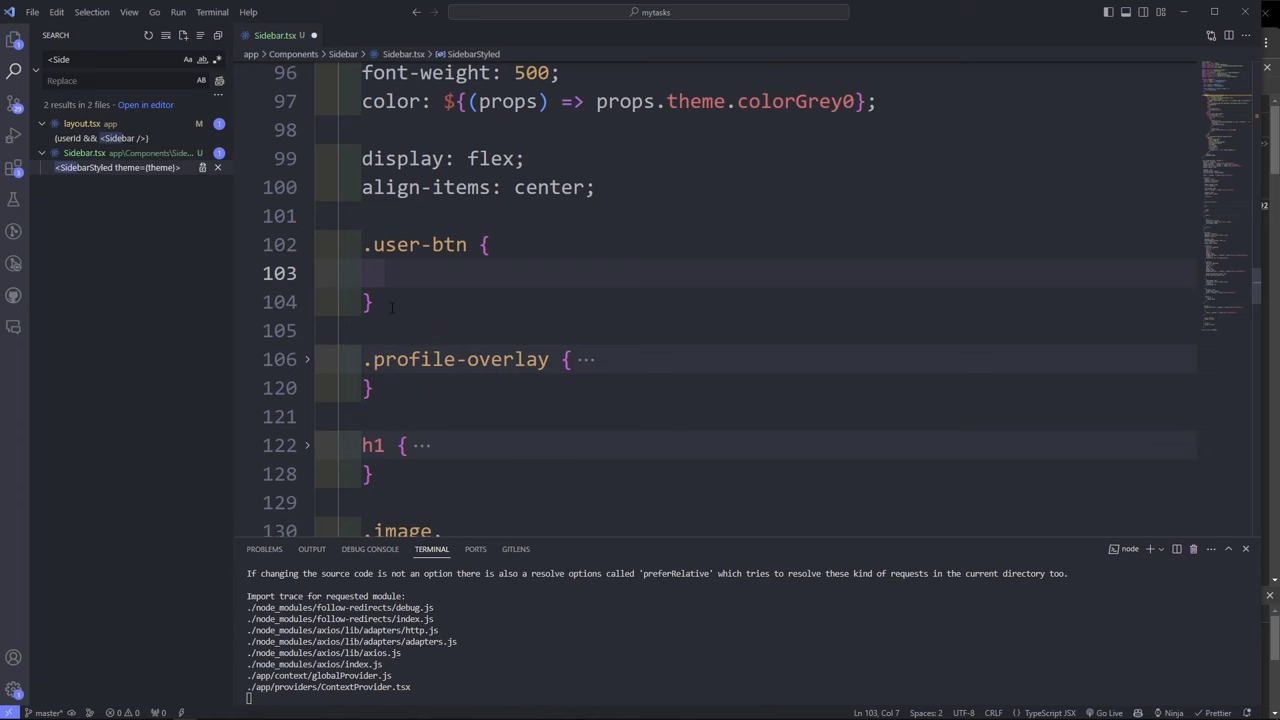 File Edit Selection View Go Run Terminal Help
mytasks
SEARCH
<Side
Aa ab .*
Replace
AB
2 results in 2 files - Open in editor
layout.tsx app M 1
{userId && <Sidebar />}
Sidebar.tsx app\Components\Side... U 1
<SidebarStyled theme={theme}>
Sidebar.tsx U
app > Components > Sidebar > Sidebar.tsx > SidebarStyled
96 font-weight: 500;
97 color: ${(props) => props.theme.colorGrey0};
98
99 display: flex;
100 align-items: center;
101
102 .user-btn {
103
104 }
105
106 .profile-overlay { ...
120 }
121
122 h1 { ...
128 }
129
130 .image,
PROBLEMS OUTPUT DEBUG CONSOLE TERMINAL PORTS GITLENS
node
If changing the source code is not an option there is also a resolve options called 'preferRelative' which tries to resolve these kind of requests in the current directory too.
Import trace for requested module:
./node_modules/follow-redirects/debug.js
./node_modules/follow-redirects/index.js
./node_modules/axios/lib/adapters/http.js
./node_modules/axios/lib/adapters/adapters.js
./node_modules/axios/lib/axios.js
./node_modules/axios/index.js
./app/context/globalProvider.js
./app/providers/ContextProvider.tsx
master* 0 0 0 Ln 103, Col 7 Spaces: 2 UTF-8 CRLF TypeScript JSX Go Live Ninja Prettier